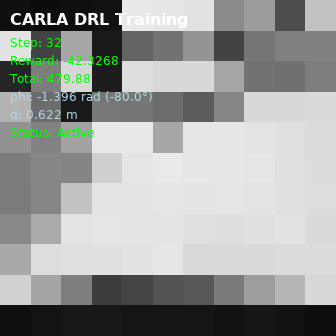 CARLA DRL Training
Step: 32
Reward: -42.3268
Total: 479.88
phi: -1.396 rad (-80.0°)
d: 0.622 m
Status: Active